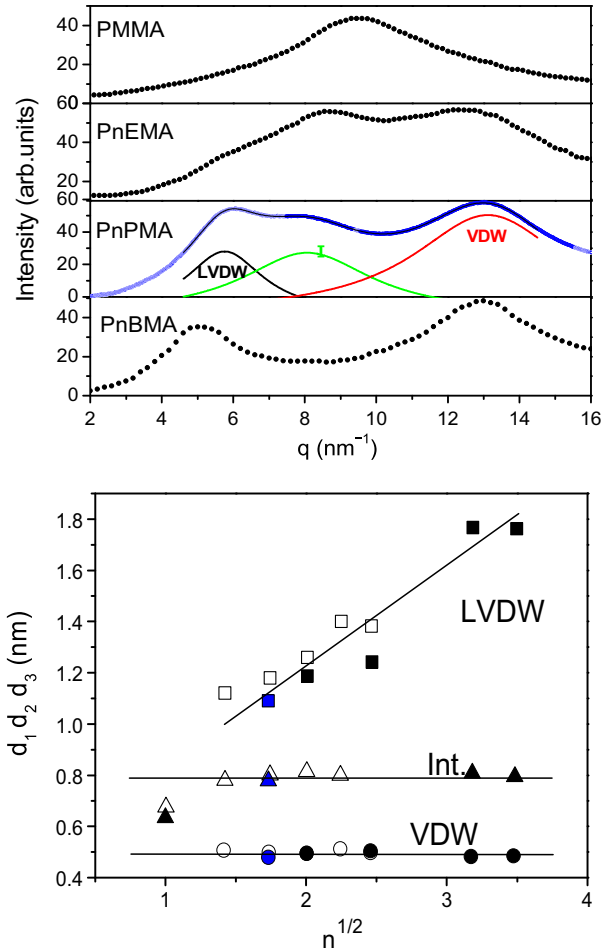 PMMA
40
20
60
0
PnEMA
40
20
60
PnPMA
40
LVDW
I
VDW
20
0
PnBMA
40
20
0
2 4 6 8 10 12 14 16
q (nm⁻¹)
Intensity (arb.units)
1.8
1.6
LVDW
1.4
1.2
1.0
0.8
Int.
0.6
VDW
0.4
1 2 3 4
n^1/2
d₁ d₂ d₃ (nm)